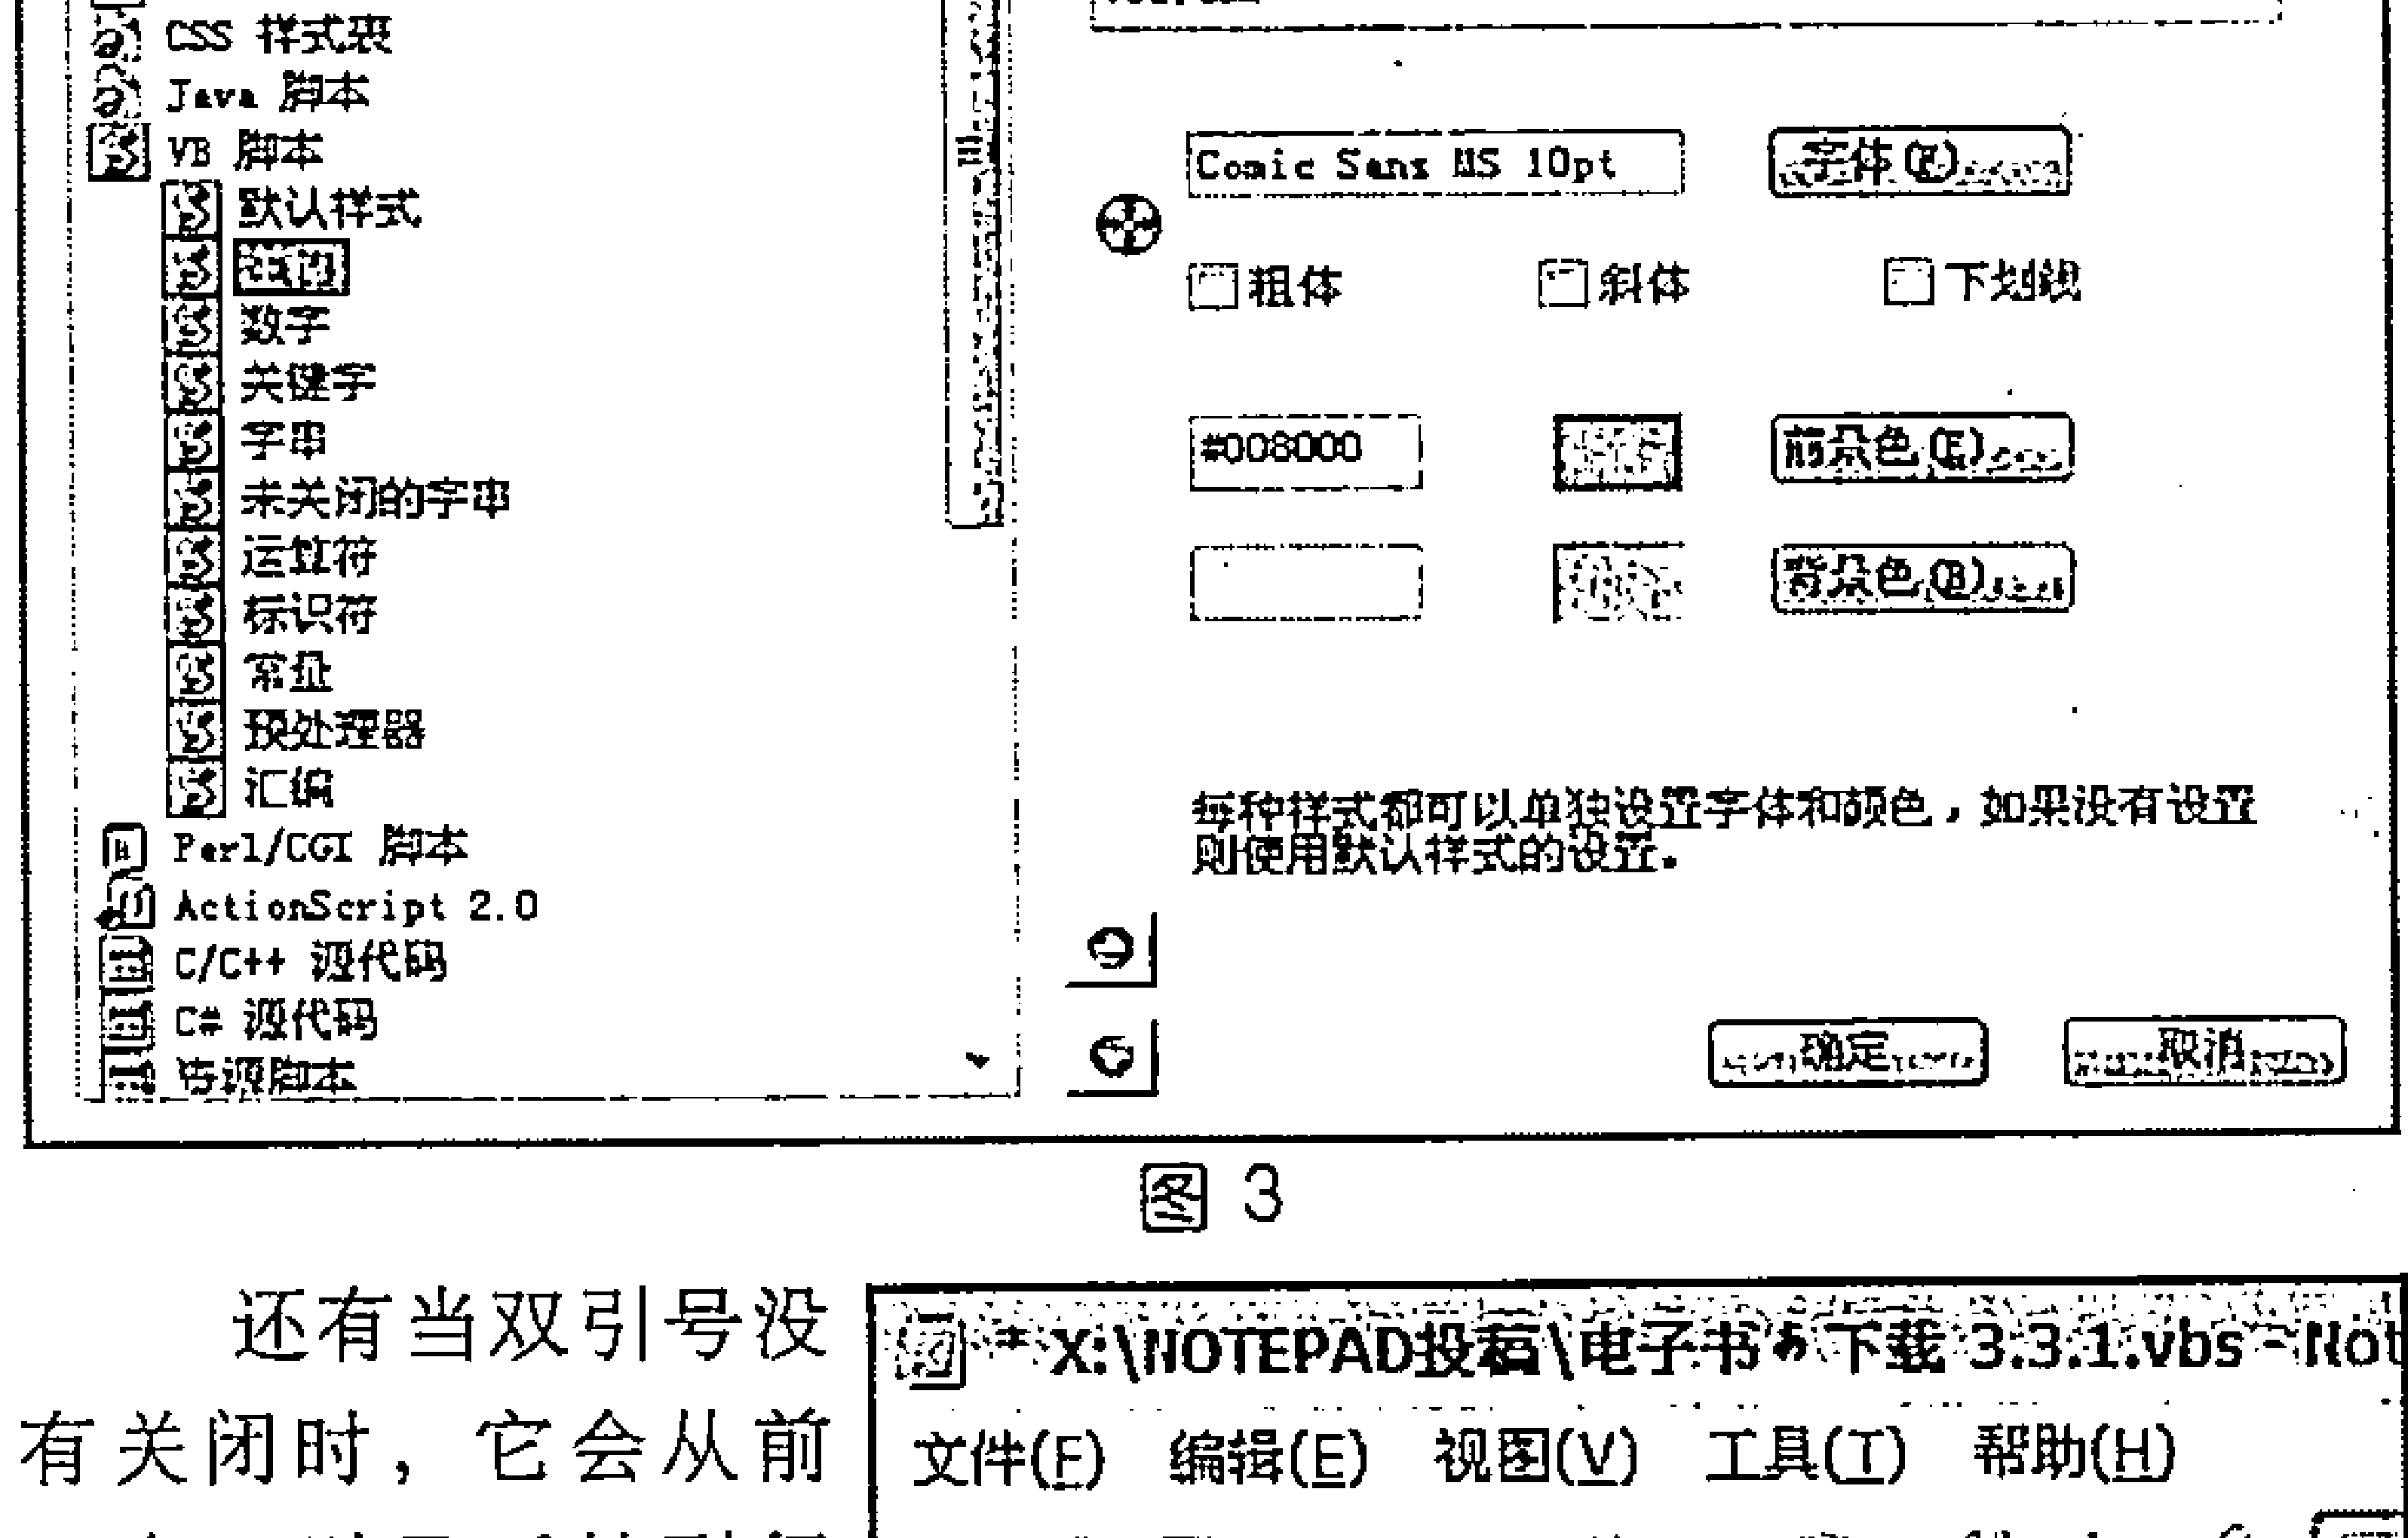 CSS 样式表
Java 脚本
VB 脚本
默认样式
数字
关键字
字串
未关闭的字串
运算符
标识符
常量
预处理器
汇编
Perl/CGI 脚本
ActionScript 2.0
C/C++ 源代码
C# 源代码
资源脚本
Comic Sans MS 10pt
字体(F)
粗体
斜体
下划线
#008000
前景色(E)
背景色(B)
每种样式都可以单独设置字体和颜色，如果没有设置
则使用默认样式的设置。
确定
取消
图 3
还有当双引号没
有关闭时，它会从前
* X:\NOTEPAD投稿\电子书 下载 3.3.1.vbs - Not
文件(F) 编辑(E) 视图(V) 工具(T) 帮助(H)